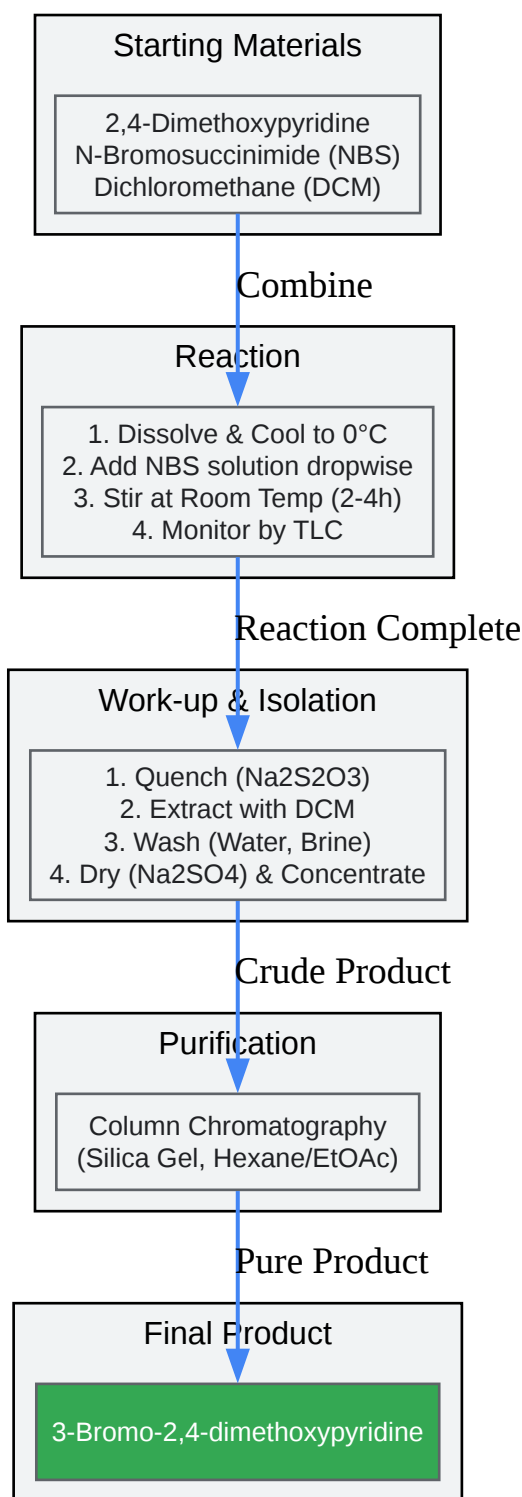 Starting Materials
2,4-Dimethoxypyridine
N-Bromosuccinimide (NBS)
Dichloromethane (DCM)
Combine
Reaction
1. Dissolve & Cool to 0°C
2. Add NBS solution dropwise
3. Stir at Room Temp (2-4h)
4. Monitor by TLC
Reaction Complete
Work-up & Isolation
1. Quench (Na2S2O3)
2. Extract with DCM
3. Wash (Water, Brine)
4. Dry (Na2SO4) & Concentrate
Crude Product
Purification
Column Chromatography
(Silica Gel, Hexane/EtOAc)
Pure Product
Final Product
3-Bromo-2,4-dimethoxypyridine